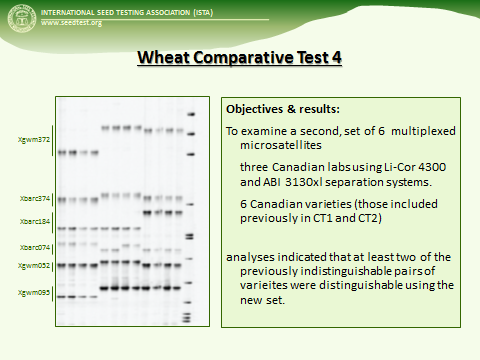 INTERNATIONAL SEED TESTING ASSOCIATION (ISTA)
www.seedtest.org
Wheat Comparative Test 4
Xgwm372
Xbarc374
Xbarc184
Xbarc074
Xgwm052
Xgwm095
Objectives & results:
To examine a second, set of 6 multiplexed
microsatellites
three Canadian labs using Li-Cor 4300
and ABI 3130xl separation systems.
6 Canadian varieties (those included
previously in CT1 and CT2)
analyses indicated that at least two of the
previously indistinguishable pairs of
varieites were distinguishable using the
new set.